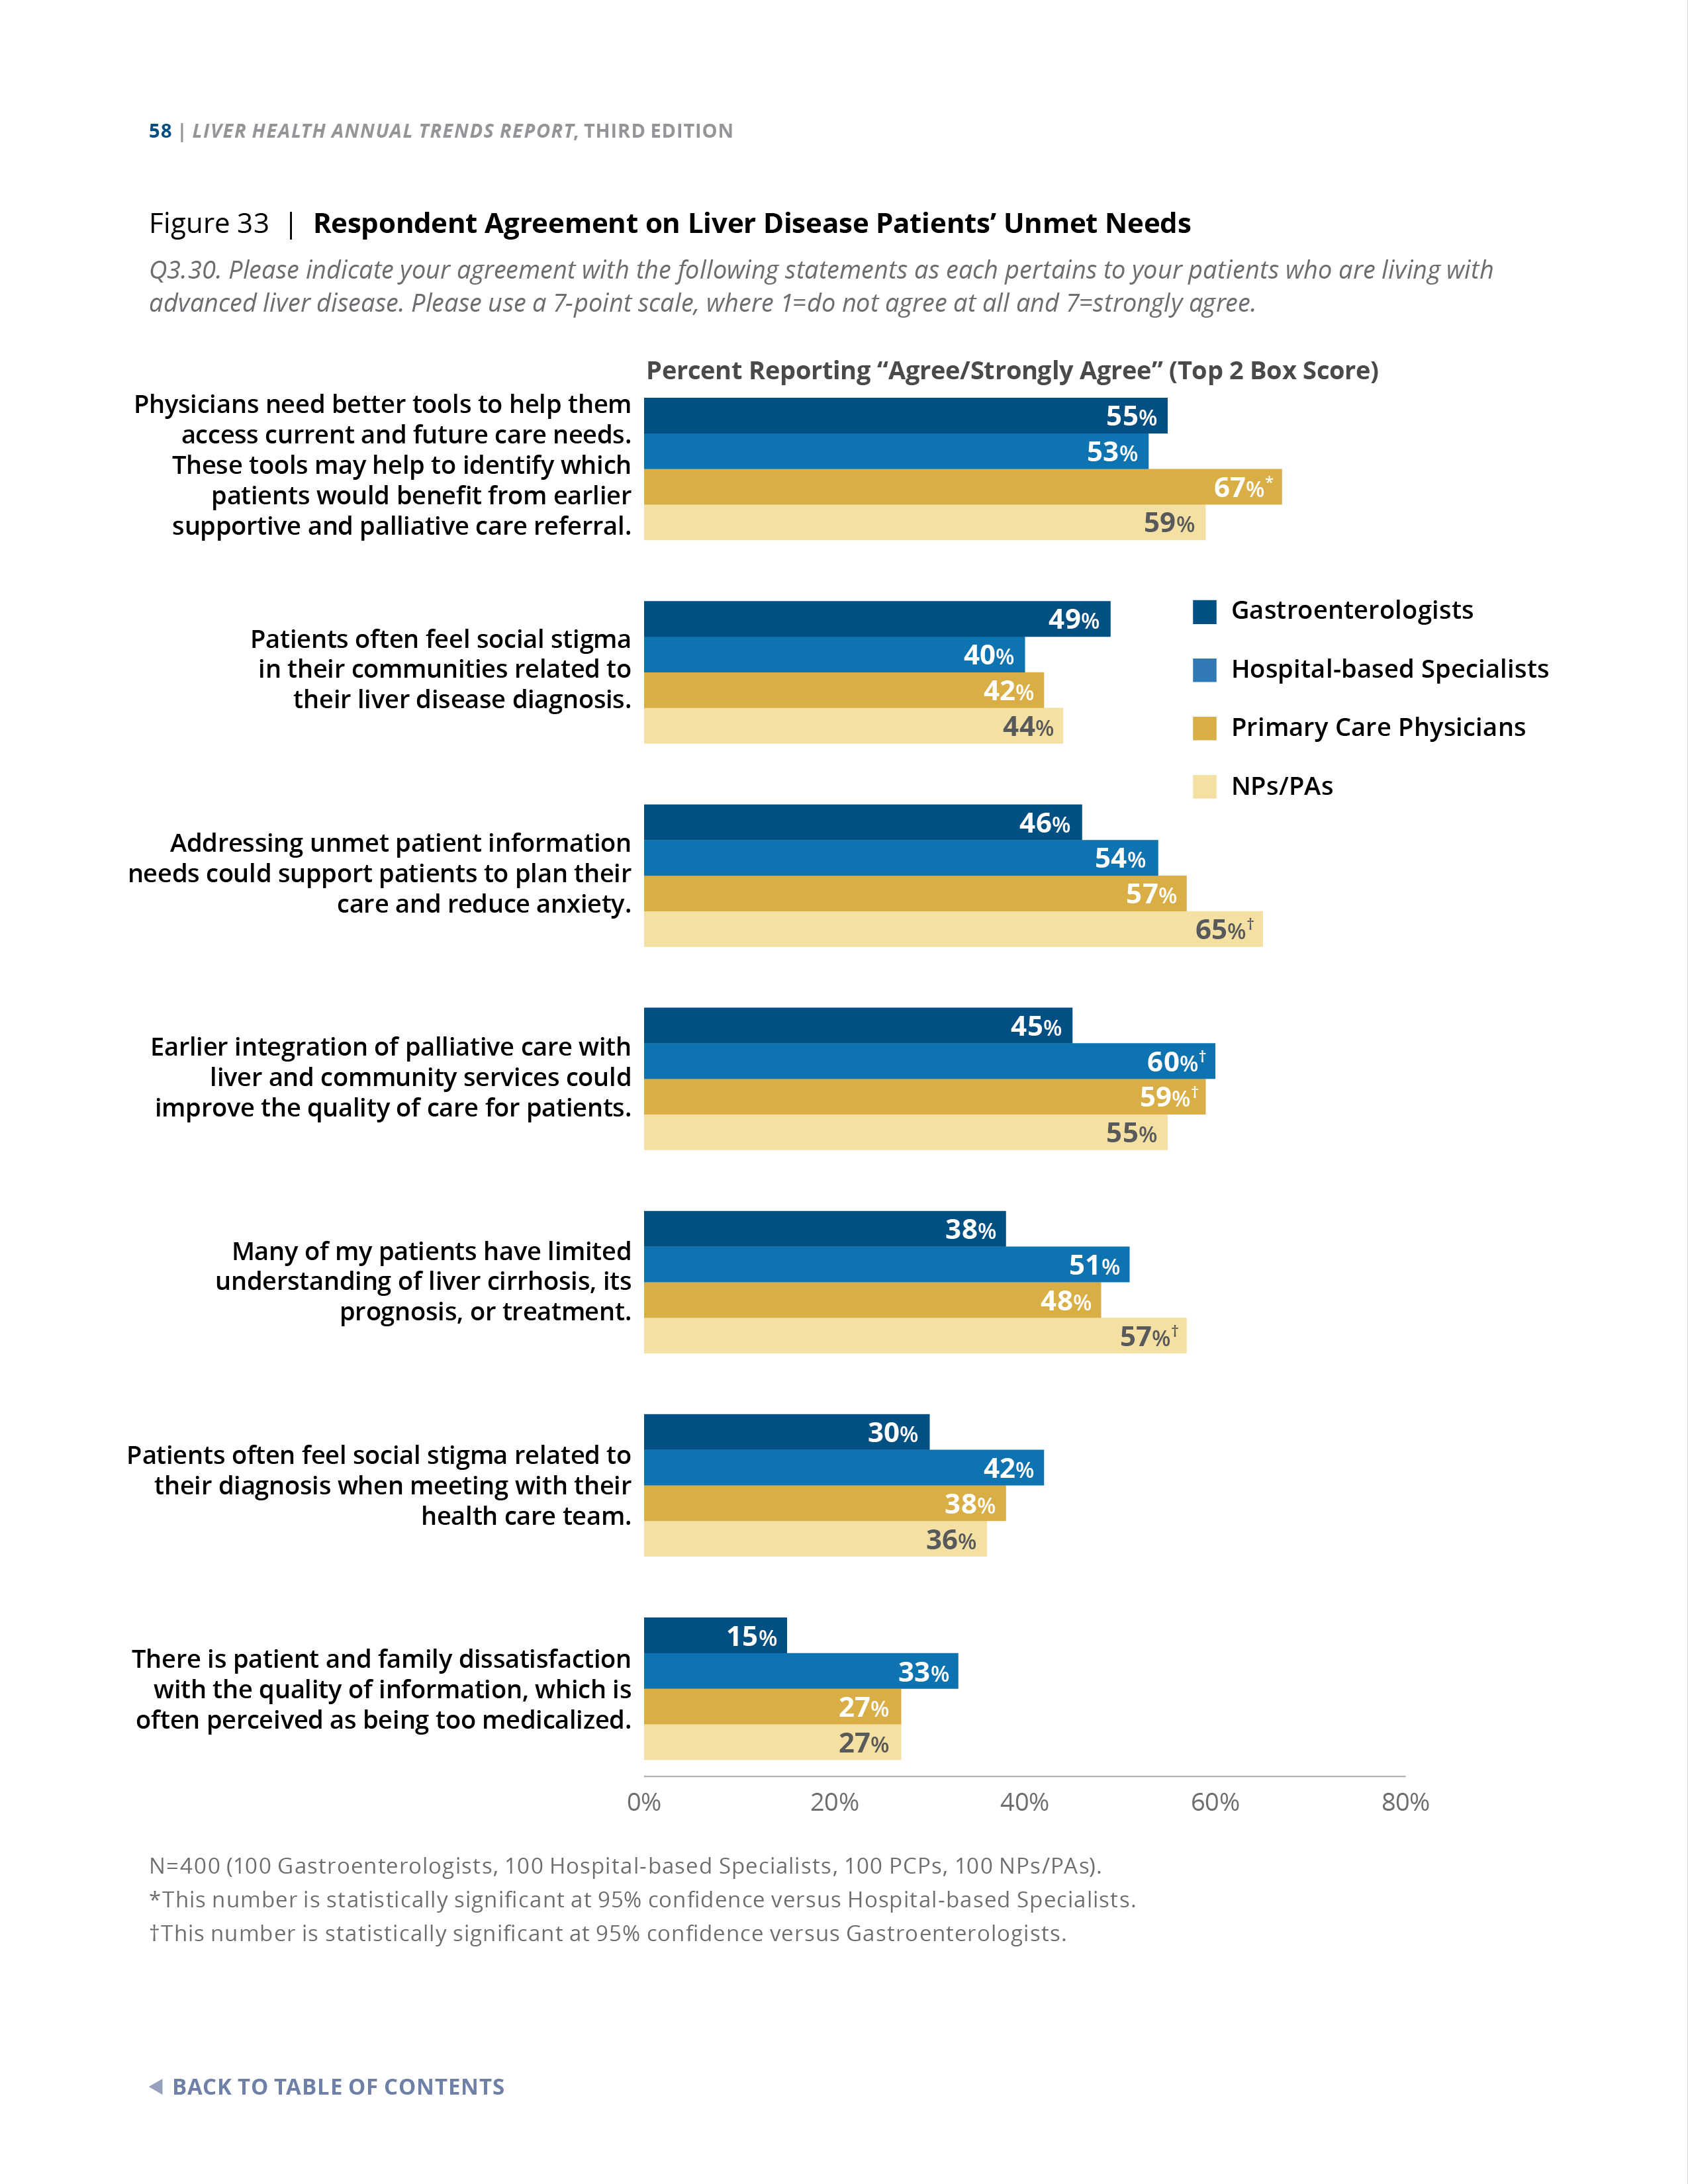 58 | LIVER HEALTH ANNUAL TRENDS REPORT, THIRD EDITION
Figure 33 | Respondent Agreement on Liver Disease Patients’ Unmet Needs
Q3.30. Please indicate your agreement with the following statements as each pertains to your patients who are living with
advanced liver disease. Please use a 7-point scale, where 1=do not agree at all and 7=strongly agree.
Percent Reporting “Agree/Strongly Agree” (Top 2 Box Score)
Physicians need better tools to help them
access current and future care needs.
These tools may help to identify which
patients would benefit from earlier
supportive and palliative care referral.
55%
53%
67%*
59%
Patients often feel social stigma
in their communities related to
their liver disease diagnosis.
49%
40%
42%
44%
Gastroenterologists
Hospital-based Specialists
Primary Care Physicians
NPs/PAs
Addressing unmet patient information
needs could support patients to plan their
care and reduce anxiety.
46%
54%
57%
65%†
Earlier integration of palliative care with
liver and community services could
improve the quality of care for patients.
45%
60%†
59%†
55%
Many of my patients have limited
understanding of liver cirrhosis, its
prognosis, or treatment.
38%
51%
48%
57%†
Patients often feel social stigma related to
their diagnosis when meeting with their
health care team.
30%
42%
38%
36%
There is patient and family dissatisfaction
with the quality of information, which is
often perceived as being too medicalized.
15%
33%
27%
27%
0% 20% 40% 60% 80%
N=400 (100 Gastroenterologists, 100 Hospital-based Specialists, 100 PCPs, 100 NPs/PAs).
*This number is statistically significant at 95% confidence versus Hospital-based Specialists.
†This number is statistically significant at 95% confidence versus Gastroenterologists.
BACK TO TABLE OF CONTENTS